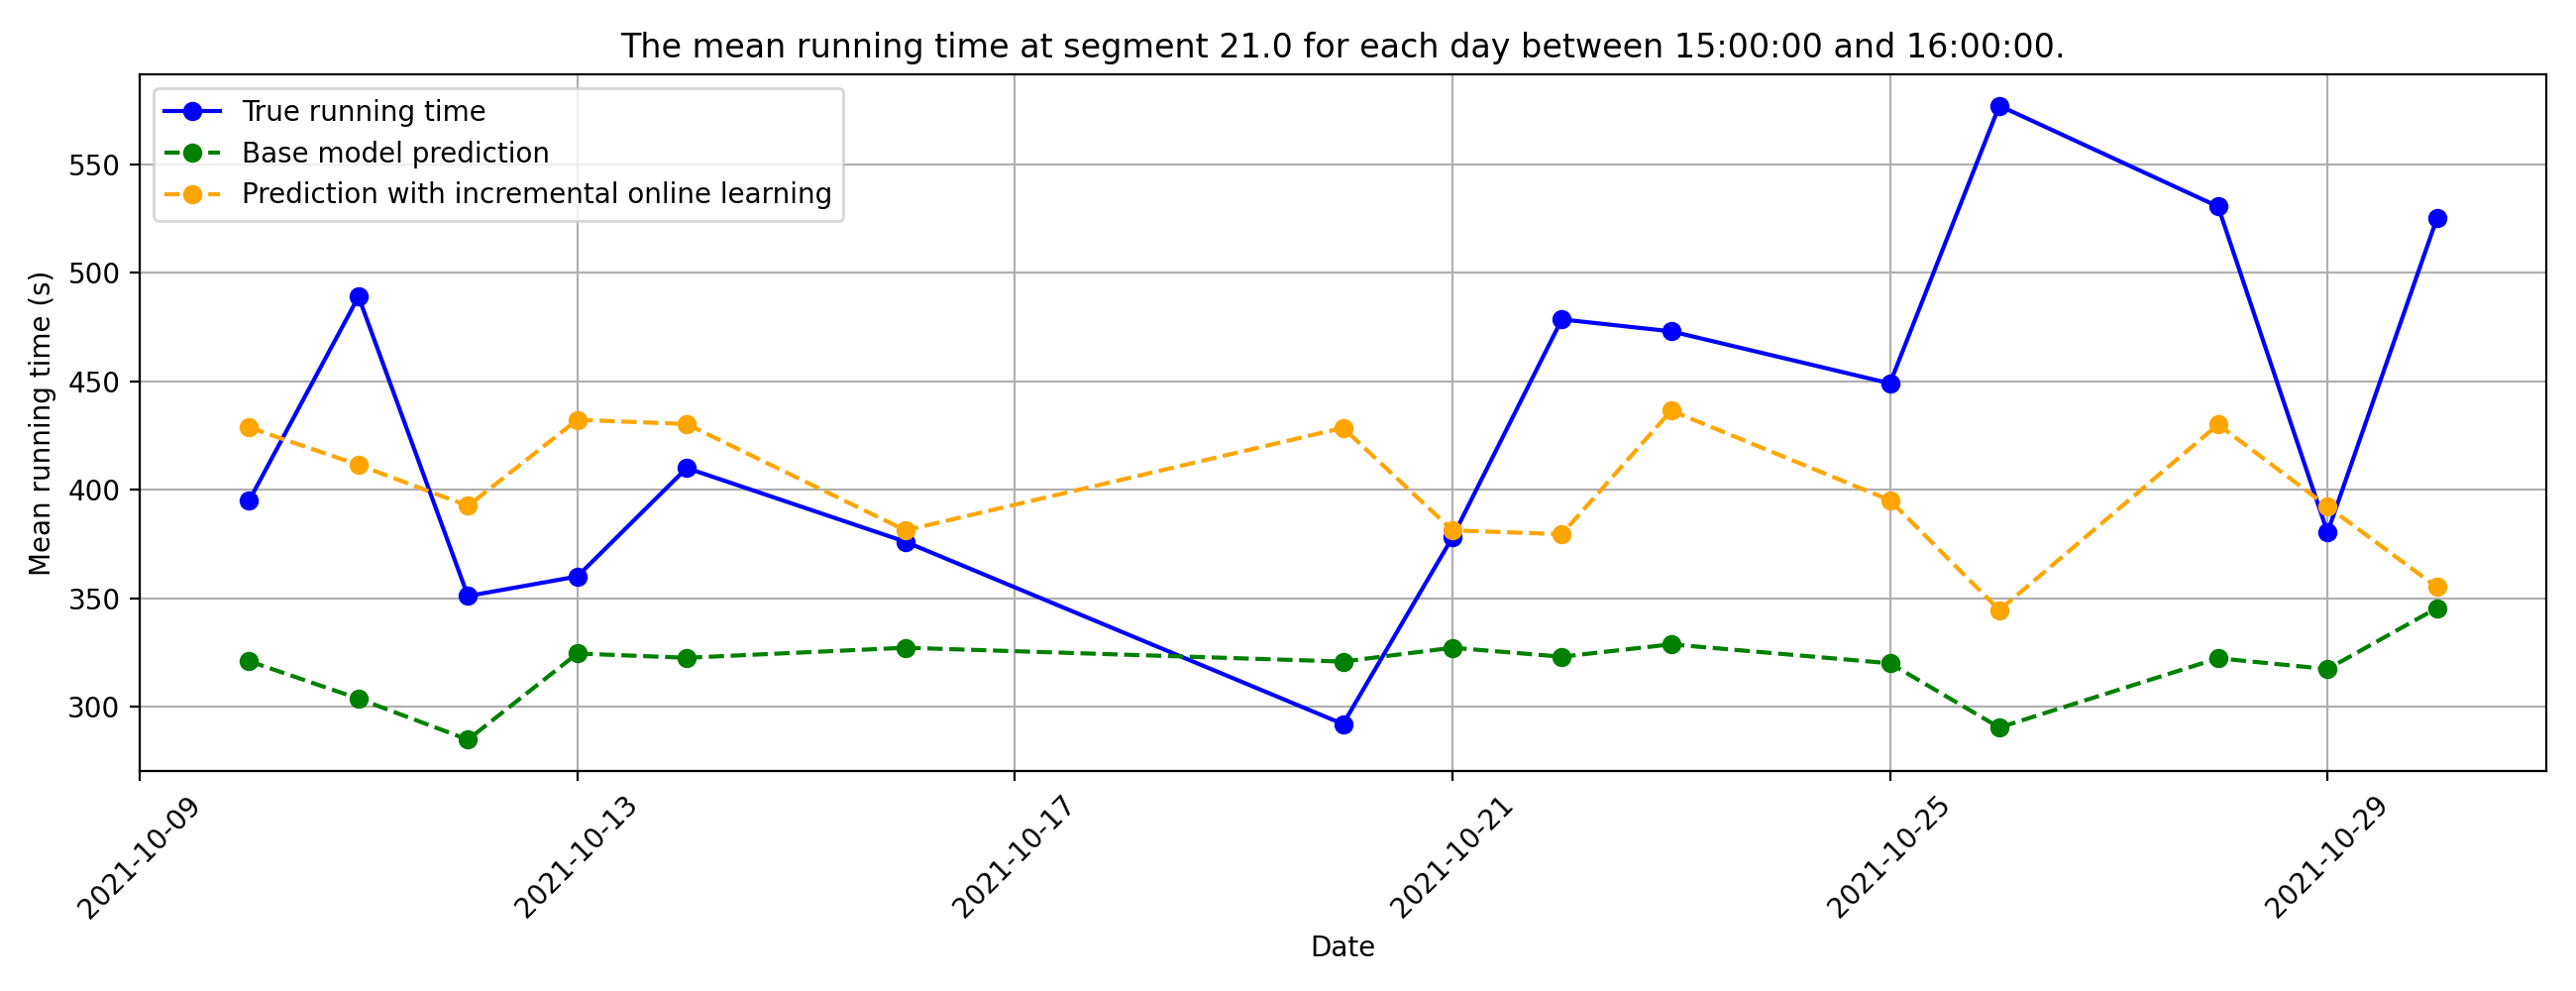 The mean running time at segment 21.0 for each day between 15:00:00 and 16:00:00.
True running time
Base model prediction
Prediction with incremental online learning
Mean running time (s)
550
500
450
400
350
300
2021-10-09
2021-10-13
2021-10-17
2021-10-21
2021-10-25
2021-10-29
Date